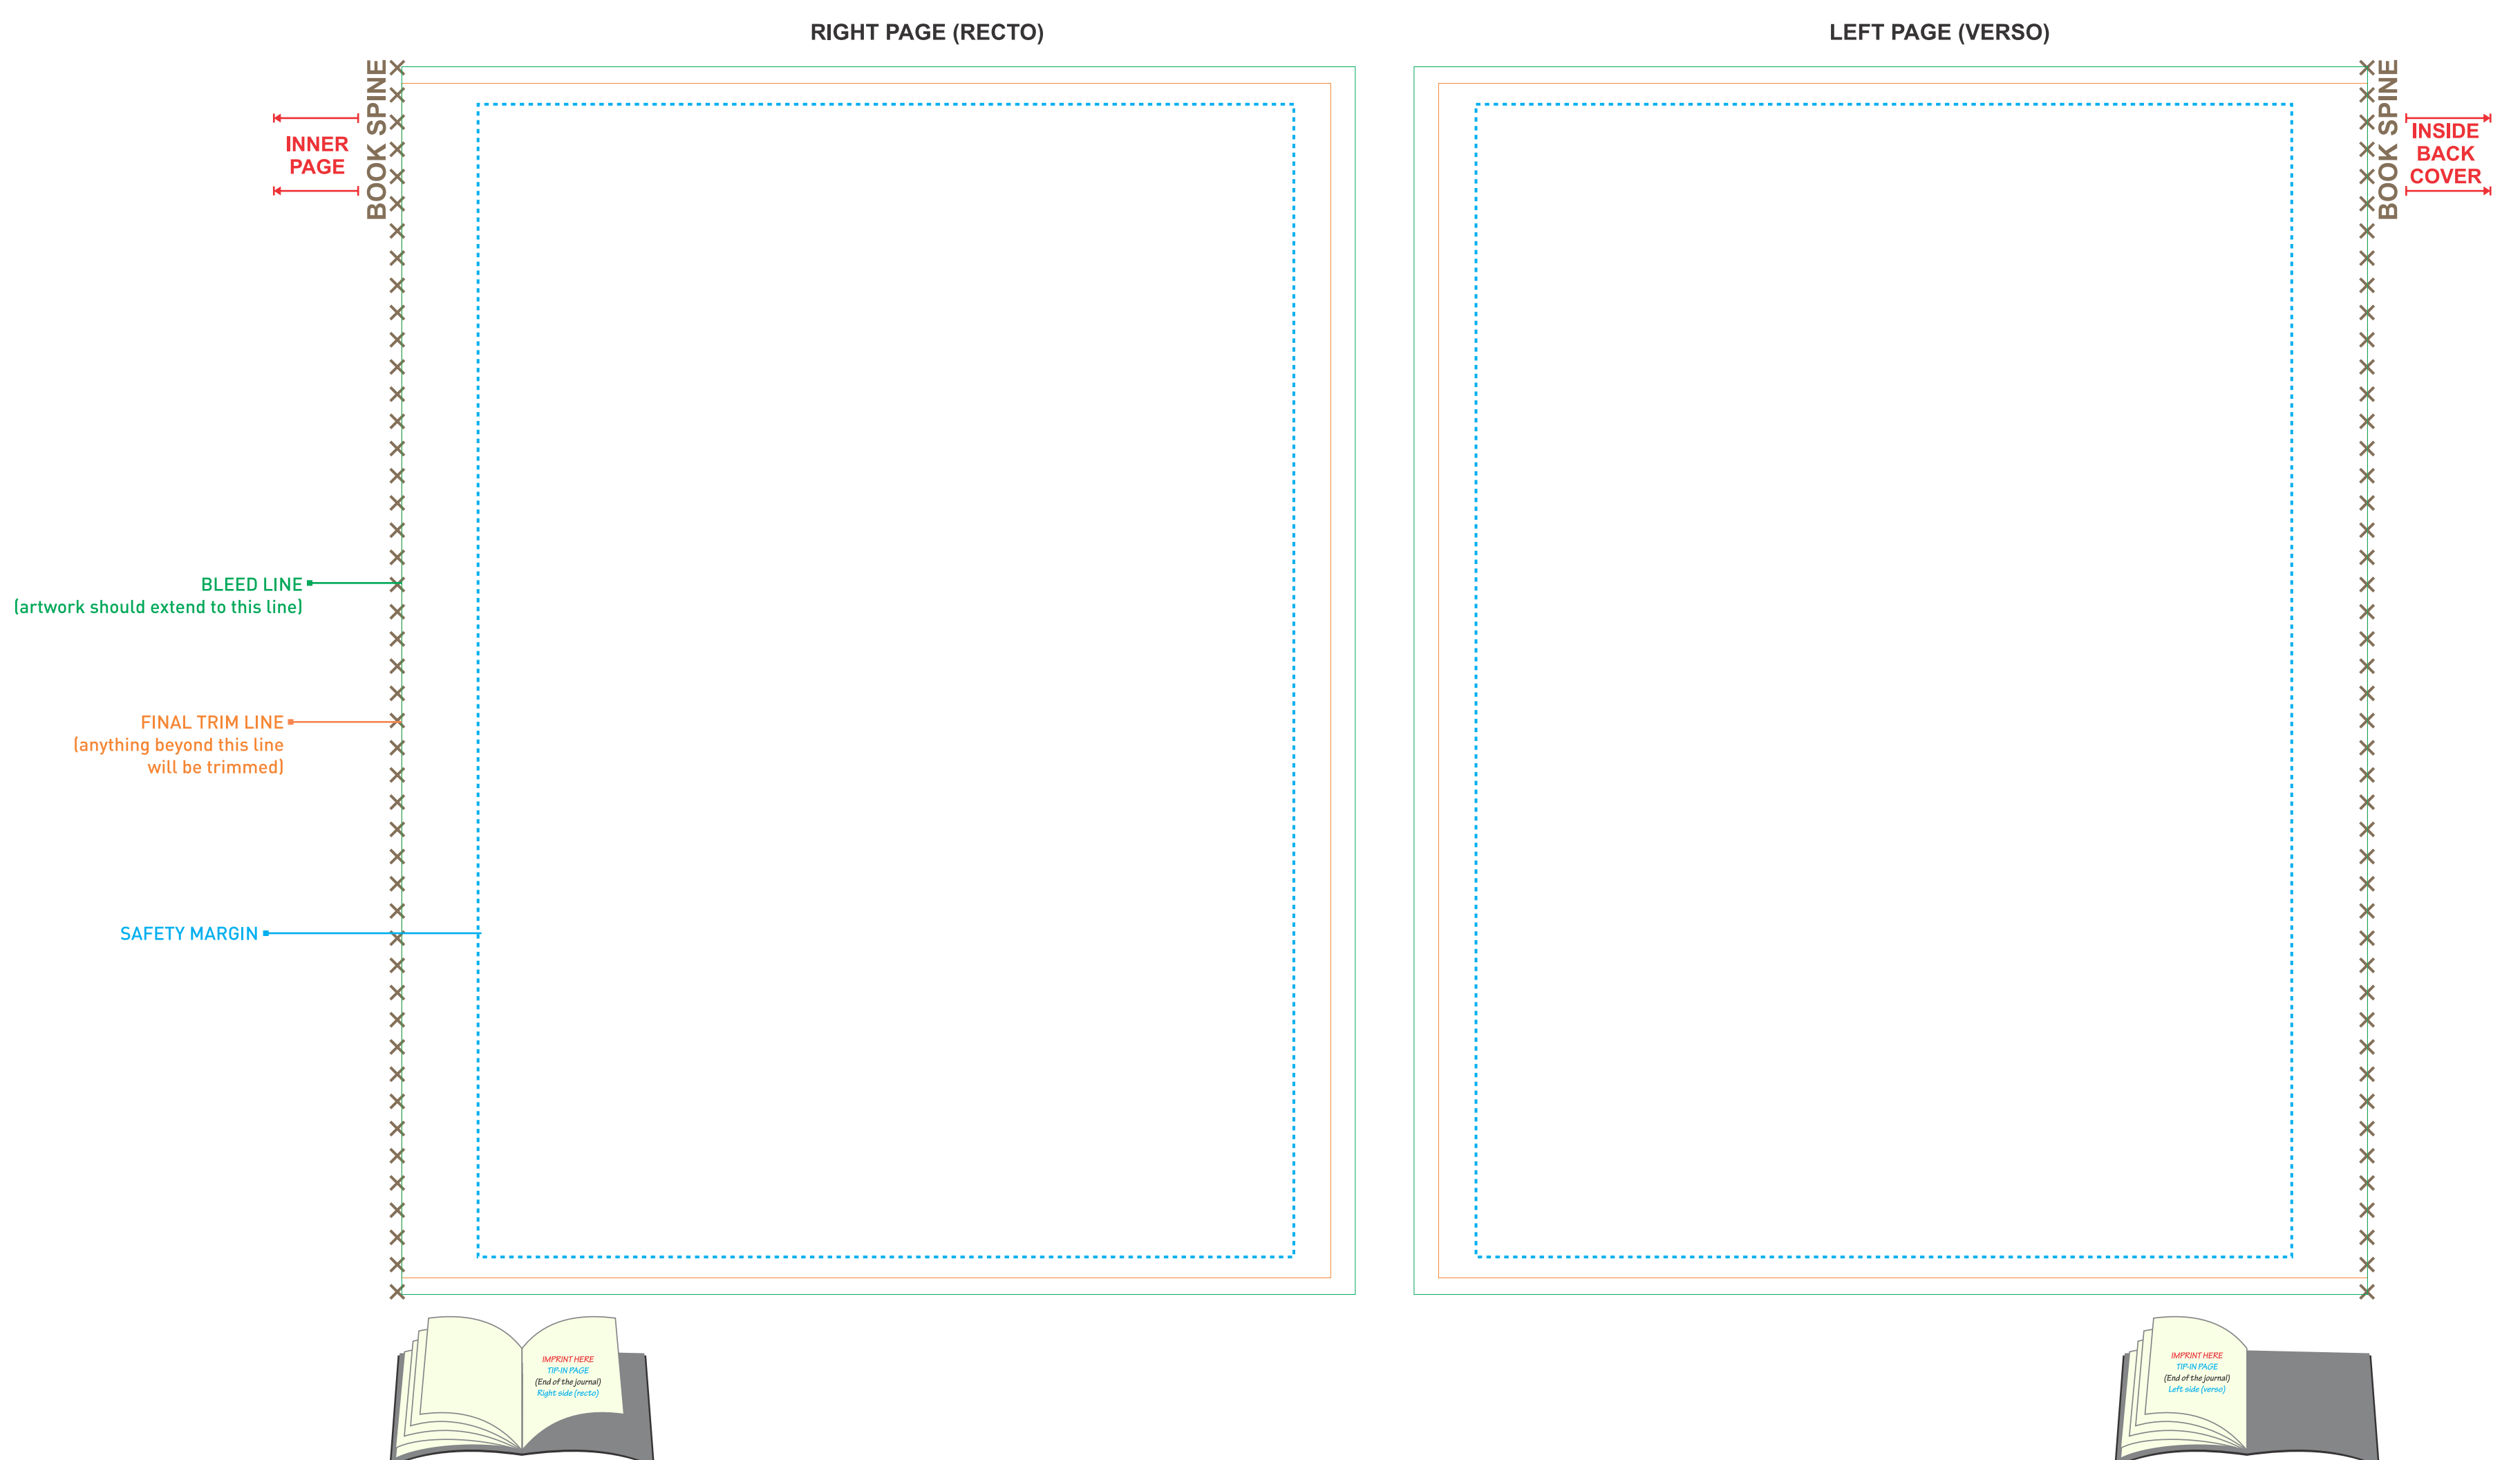 RIGHT PAGE (RECTO)
LEFT PAGE (VERSO)
BOOK SPINE
INNER
PAGE
BOOK SPINE
INSIDE
BACK
COVER
BLEED LINE
(artwork should extend to this line)
FINAL TRIM LINE
(anything beyond this line
will be trimmed)
SAFETY MARGIN
IMPRINT HERE
TIP-IN PAGE
(End of the journal)
Right side (recto)
IMPRINT HERE
TIP-IN PAGE
(End of the journal)
Left side (verso)